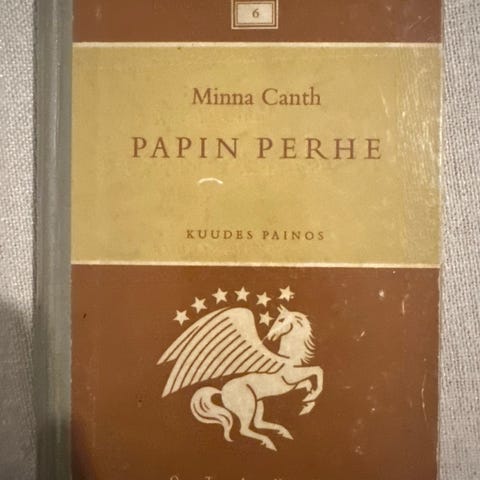 6
Minna Canth
PAPIN PERHE
KUUDES PAINOS